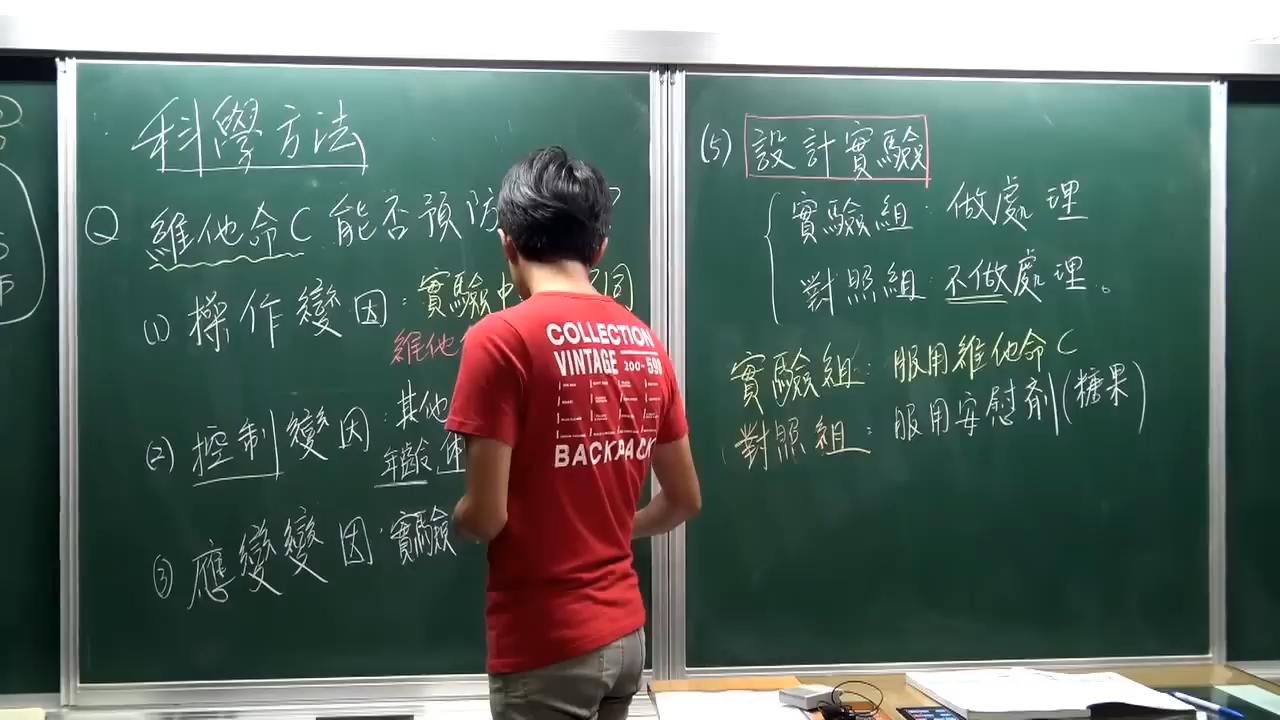 科學方法
Q 維他命C 能否預防 ?
(1) 操作變因：實驗中 同
維他
(2) 控制變因：其他
年齡
③ 應變變因：實驗
(5) 設計實驗
實驗組：做處理
對照組：不做處理。
實驗組：服用維他命C
對照組：服用安慰劑(糖果)
COLLECTION
VINTAGE 200-590
BACKPACK